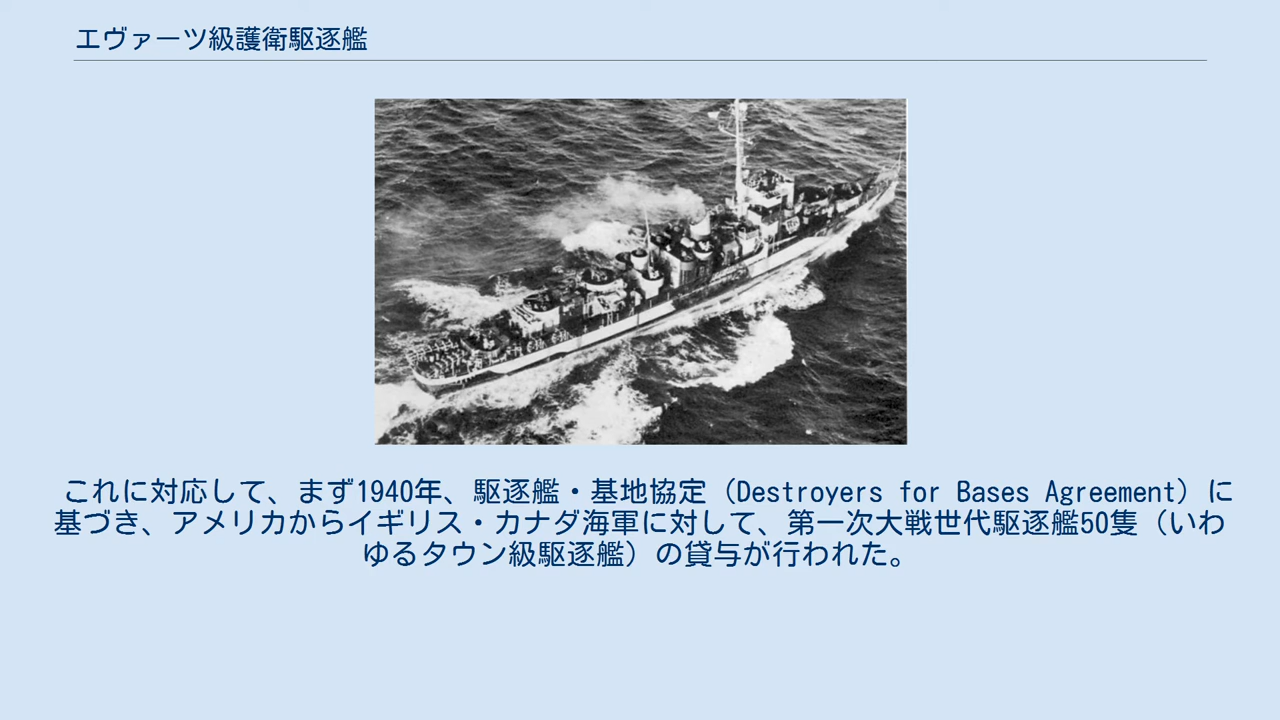 エヴァーツ級護衛駆逐艦
これに対応して、まず1940年、駆逐艦・基地協定（Destroyers for Bases Agreement）に
基づき、アメリカからイギリス・カナダ海軍に対して、第一次大戦世代駆逐艦50隻（いわ
ゆるタウン級駆逐艦）の貸与が行われた。